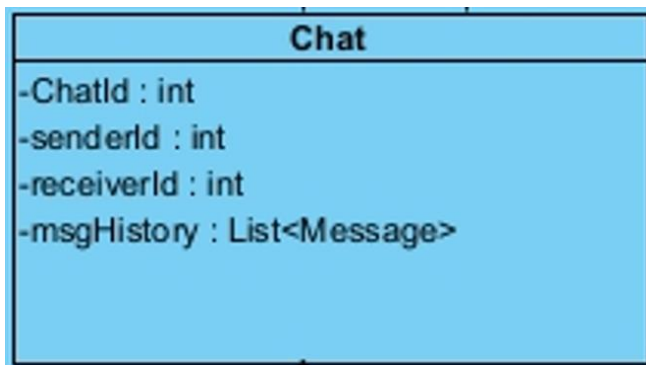 Chat
-ChatId : int
-senderId : int
-receiverId : int
-msgHistory : List<Message>